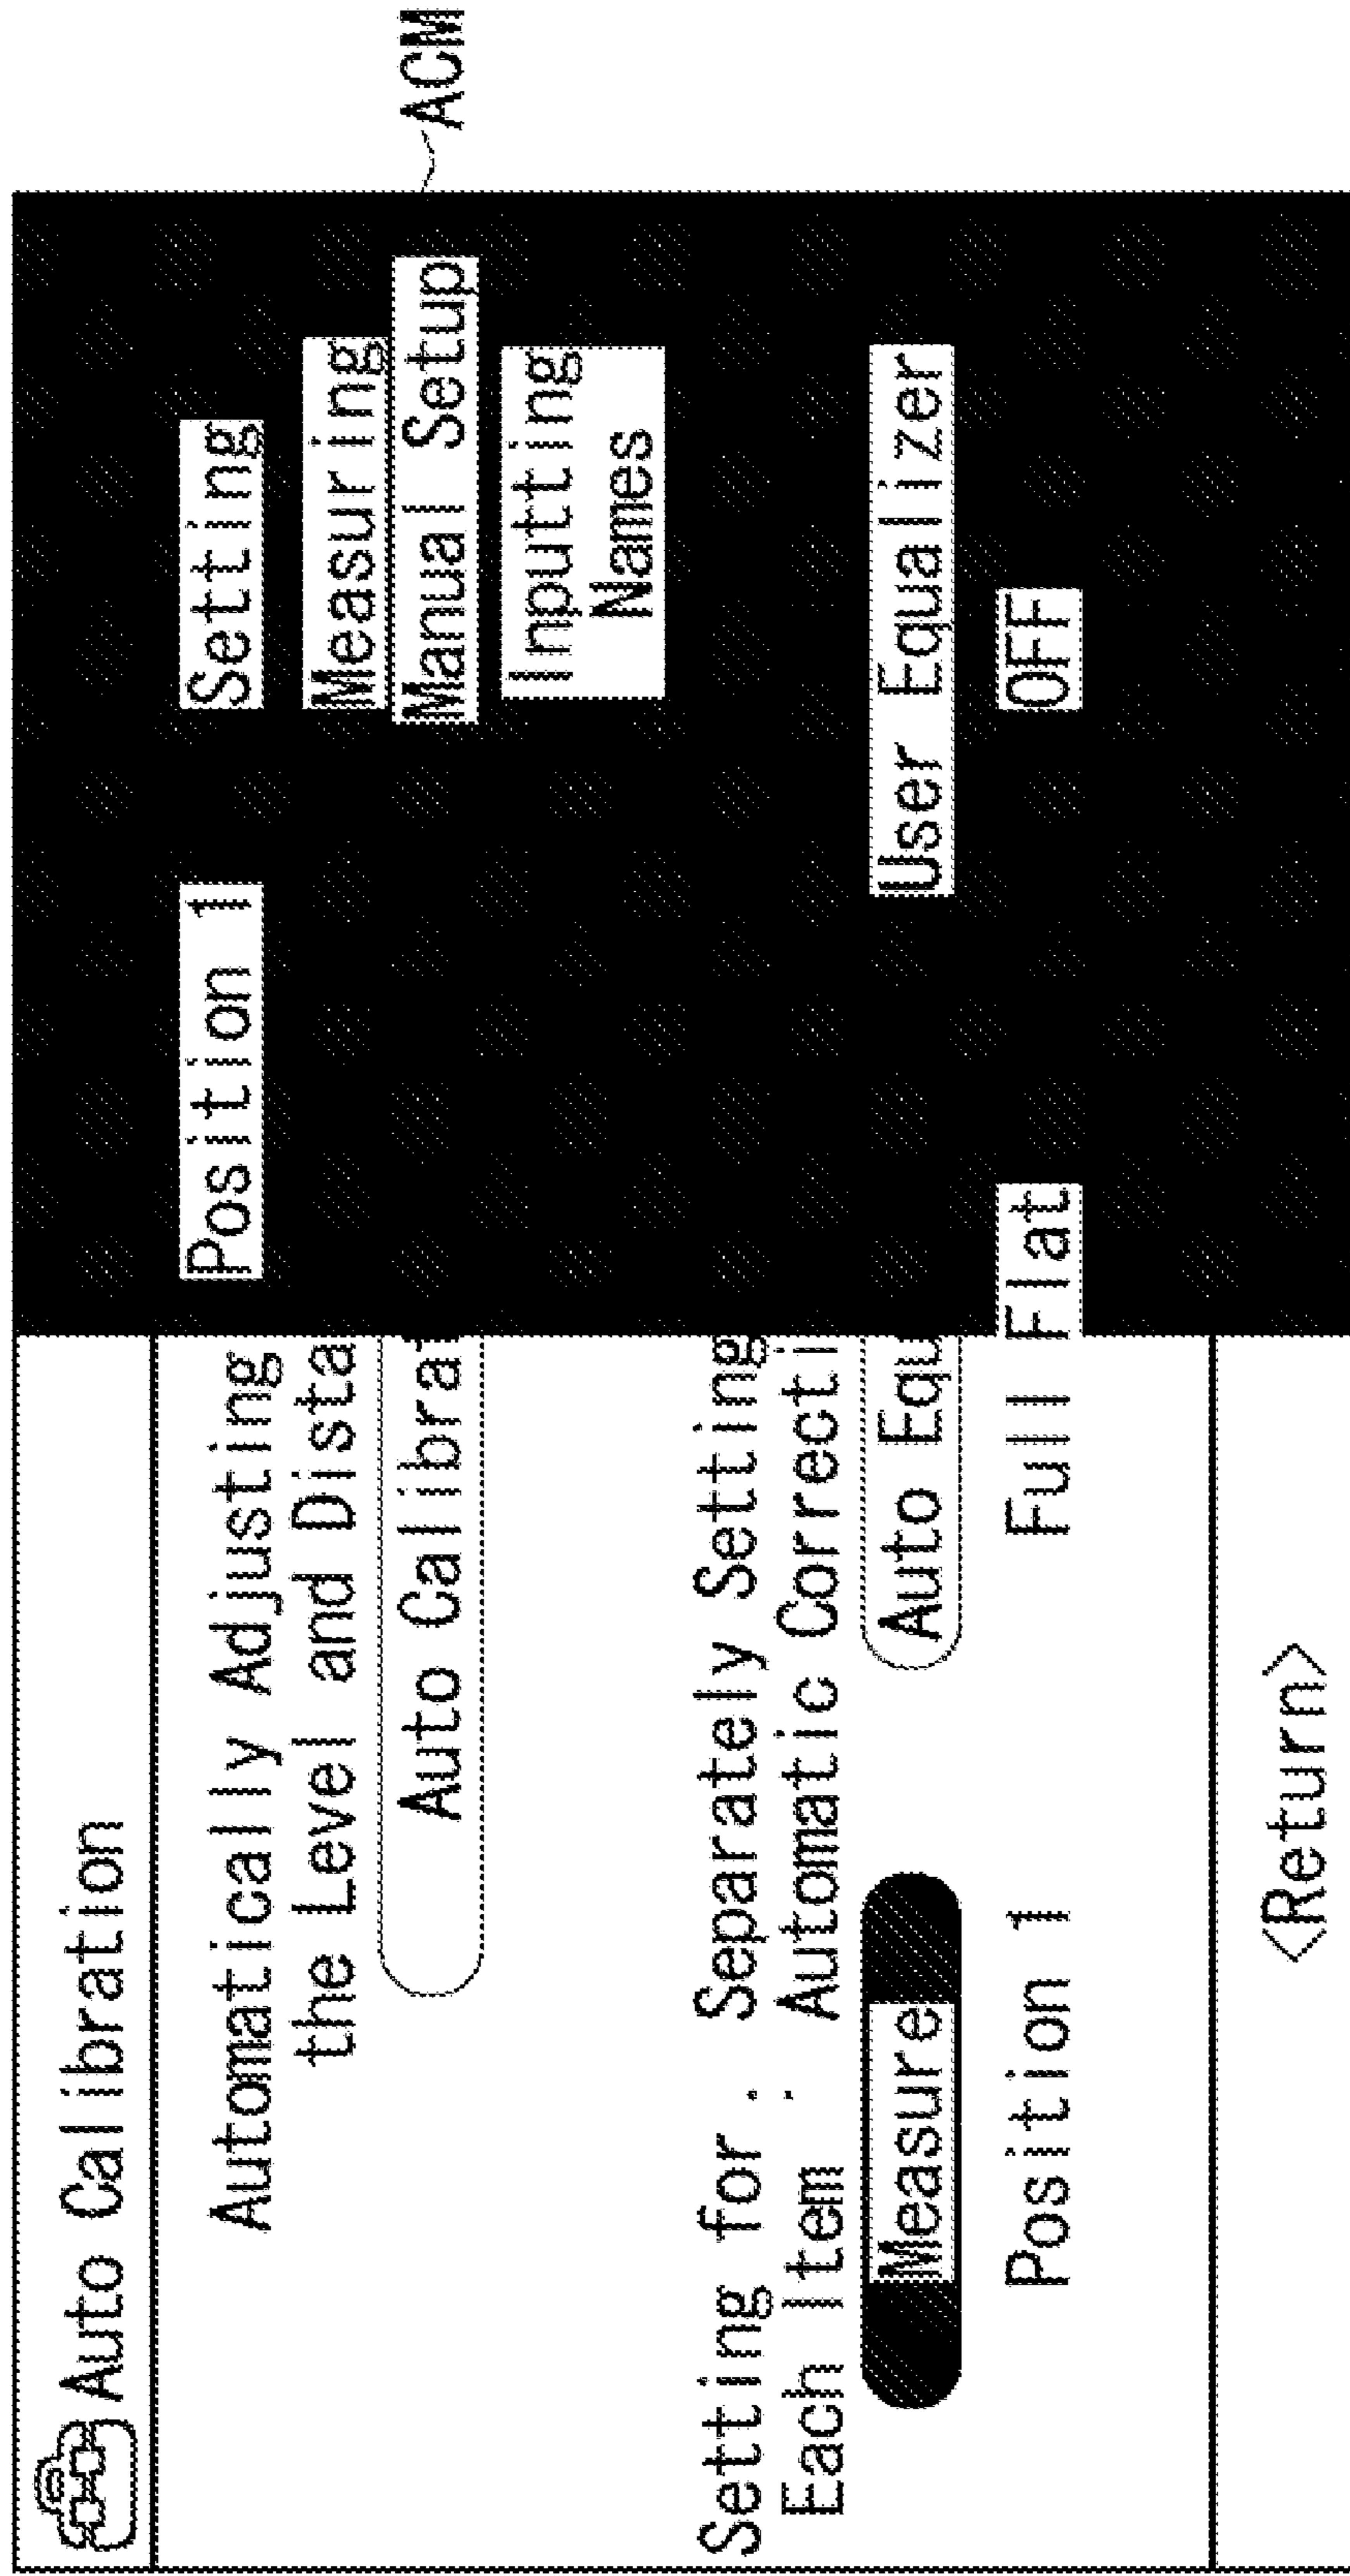 Auto Calibration
Automatically Adjusting
the Level and Dista
Auto Calibrat
Setting for : Separately Setting
Each Item : Automatic Correcti
Measure
Auto Equ
User Equalizer
Position 1
Full Flat
OFF
<Return>
Position 1
Setting
Measuring
Manual Setup
Inputting
Names
ACM